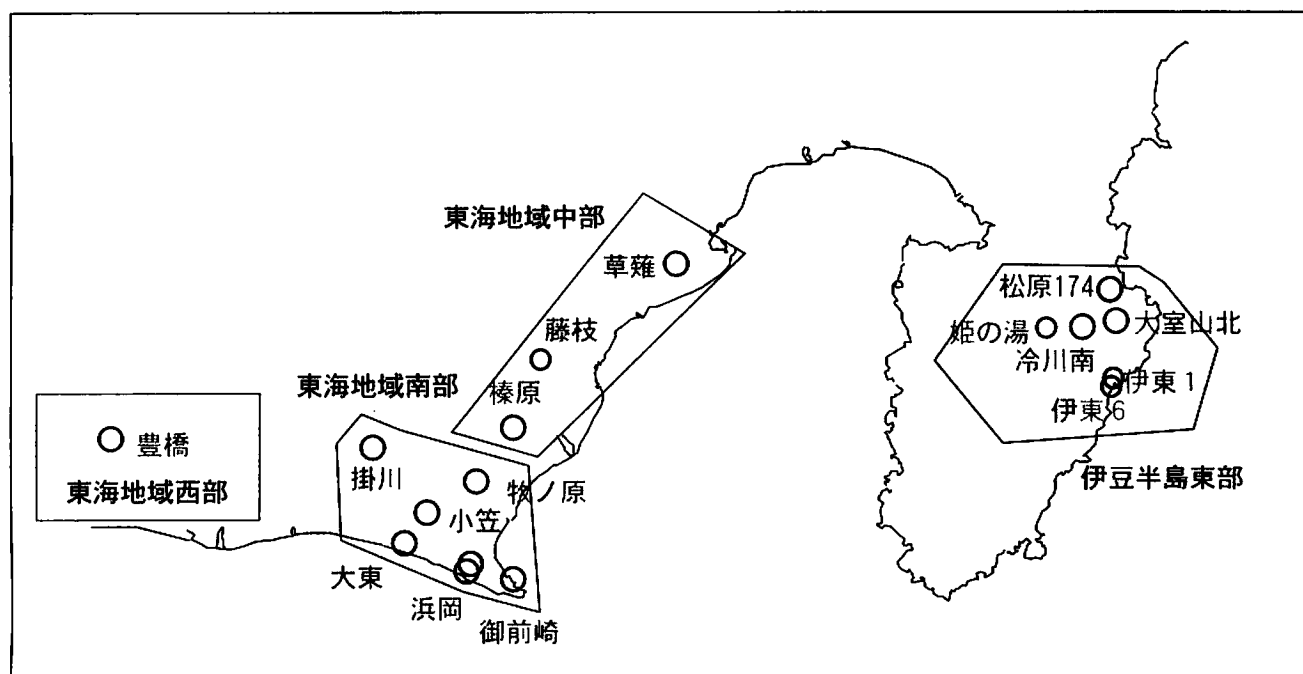 東海地域中部
草薙
藤枝
榛原
東海地域南部
掛川
牧ノ原
小笠
大東
浜岡
御前崎
豊橋
東海地域西部
松原174
大室山北
姫の湯
冷川南
伊東1
伊東6
伊豆半島東部